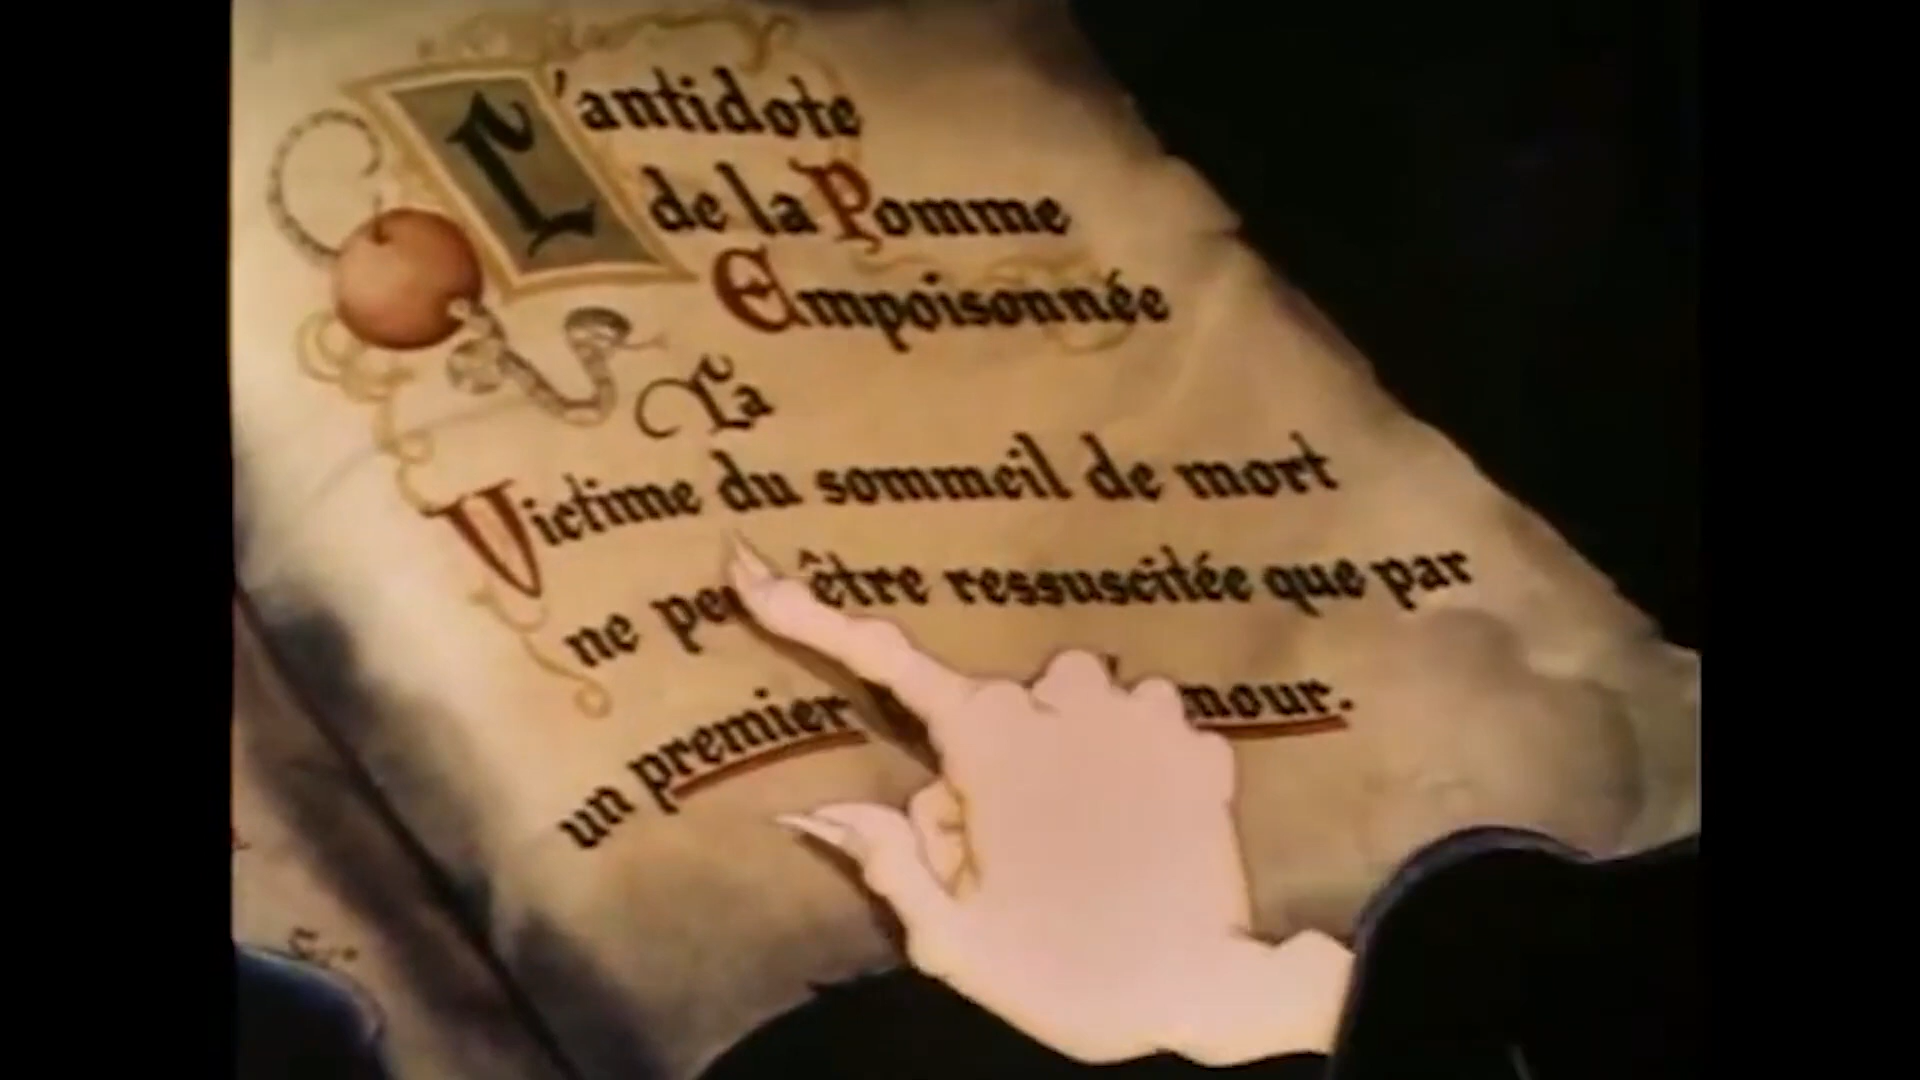 L'antidote
de la Pomme
Empoisonnée
La
Victime du sommeil de mort
ne être ressuscitée que par
un premier